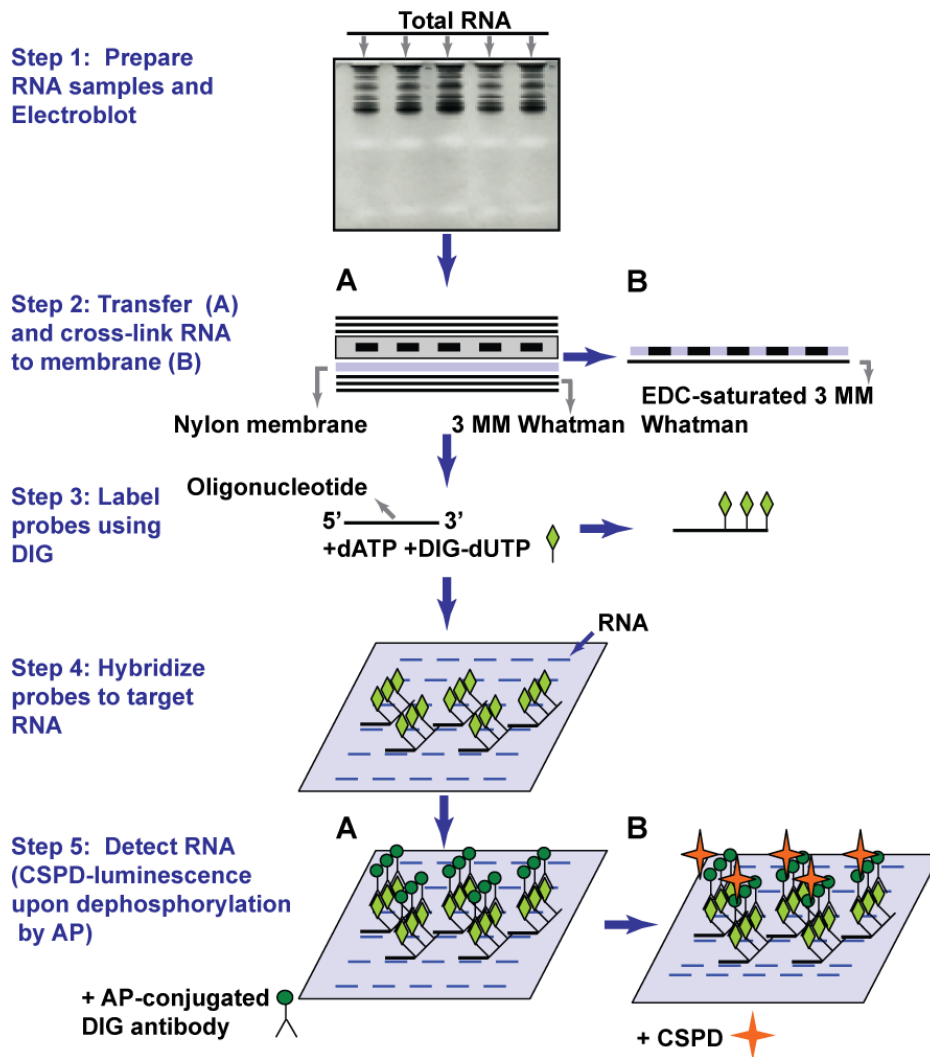 Total RNA
Step 1:  Prepare
RNA samples and
Electroblot
A
B
Step 2: Transfer  (A)
and cross-link RNA
to membrane (B)
Nylon membrane
3 MM Whatman
EDC-saturated 3 MM
Whatman
Step 3: Label
probes using
DIG
Oligonucleotide
5’
3’
+dATP +DIG-dUTP
Step 4: Hybridize
probes to target
RNA
RNA
Step 5:  Detect RNA
(CSPD-luminescence
upon dephosphorylation
by AP)
A
B
+ AP-conjugated
DIG antibody
+ CSPD